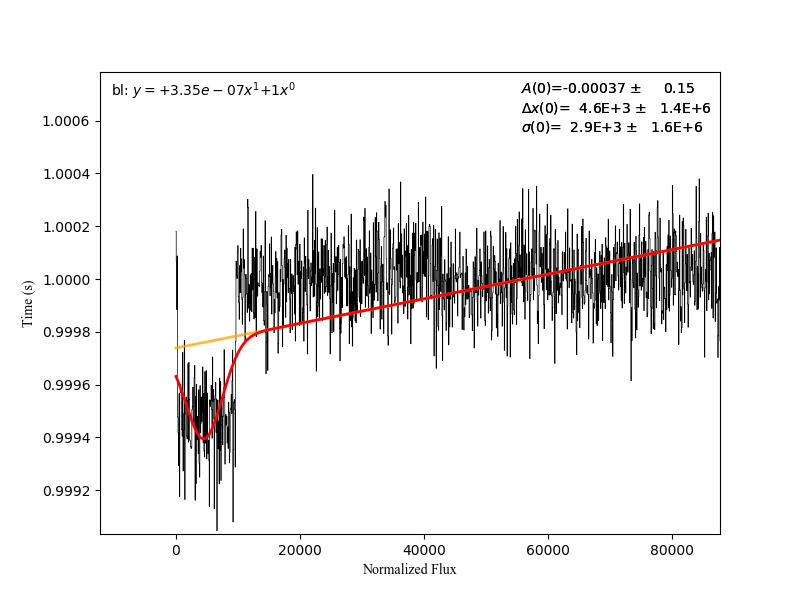 bl: y = +3.35e − 07x¹+1x⁰
A(0)=-0.00037 ± 0.15
Δx(0)= 4.6E+3 ± 1.4E+6
σ(0)= 2.9E+3 ± 1.6E+6
1.0006
1.0004
1.0002
1.0000
0.9998
0.9996
0.9994
0.9992
Time (s)
0 20000 40000 60000 80000
Normalized Flux